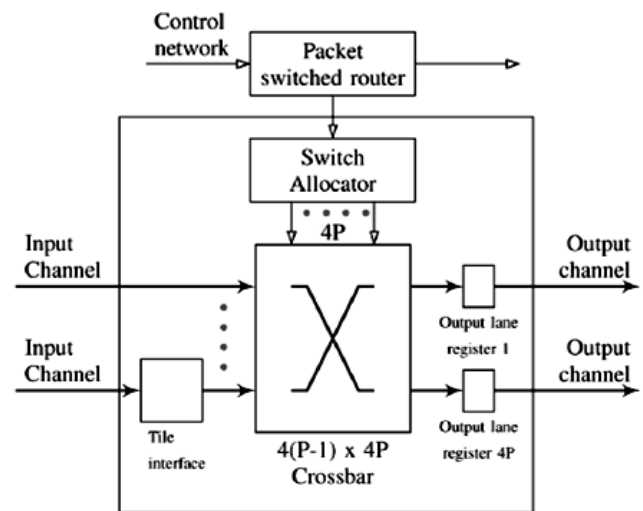 Control
network
Packet
switched router
Switch
Allocator
4P
Input
Channel
Output
channel
Output lane
register 1
Input
Channel
Output
channel
Tile
interface
Output lane
register 4P
4(P-1) x 4P
Crossbar